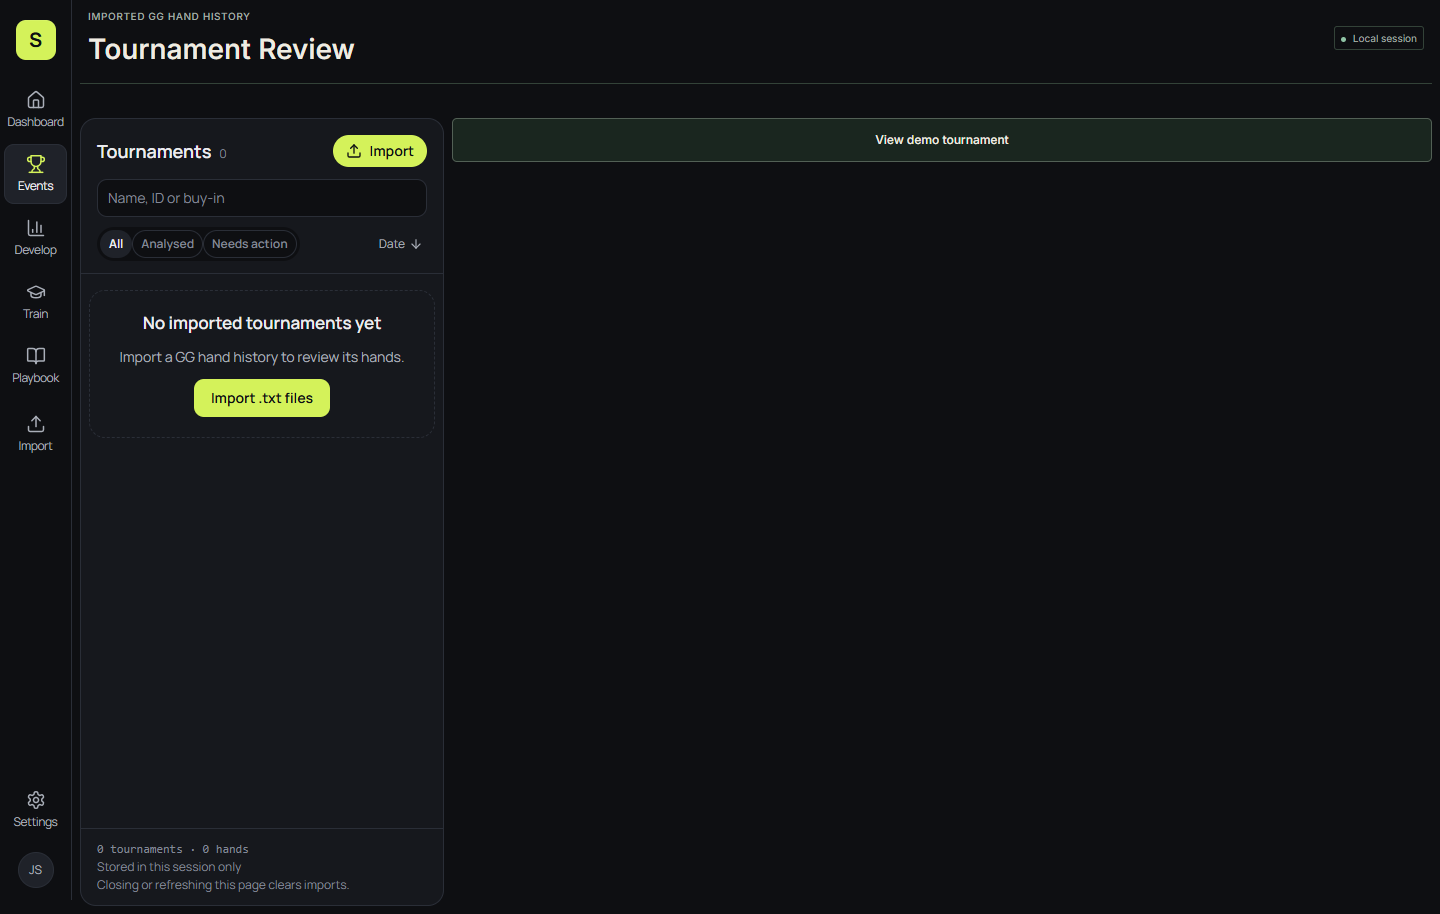 S
Dashboard
Events
Develop
Train
Playbook
Import
Settings
JS
IMPORTED GG HAND HISTORY
Tournament Review
Local session
Tournaments 0
Import
Name, ID or buy-in
All Analysed Needs action Date ↓
No imported tournaments yet
Import a GG hand history to review its hands.
Import .txt files
0 tournaments · 0 hands
Stored in this session only
Closing or refreshing this page clears imports.
View demo tournament